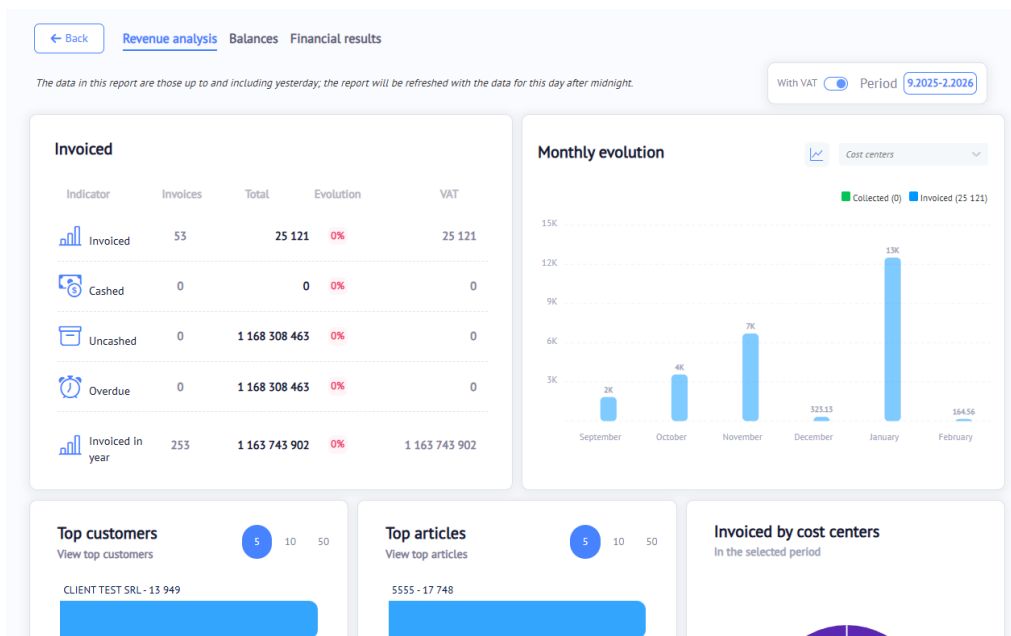 ← Back Revenue analysis Balances Financial results
The data in this report are those up to and including yesterday; the report will be refreshed with the data for this day after midnight.
With VAT Period 9.2025-2.2026
Invoiced
Indicator Invoices Total Evolution VAT
Invoiced 53 25 121 0% 25 121
Cashed 0 0 0% 0
Uncashed 0 1 168 308 463 0% 0
Overdue 0 1 168 308 463 0% 0
Invoiced in year 253 1 163 743 902 0% 1 163 743 902
Monthly evolution
Cost centers
Collected (0) Invoiced (25 121)
15K
12K
9K
6K
3K
2K
4K
7K
323.13
13K
164.56
September October November December January February
Top customers
View top customers
5 10 50
CLIENT TEST SRL - 13 949
Top articles
View top articles
5 10 50
5555 - 17 748
Invoiced by cost centers
In the selected period